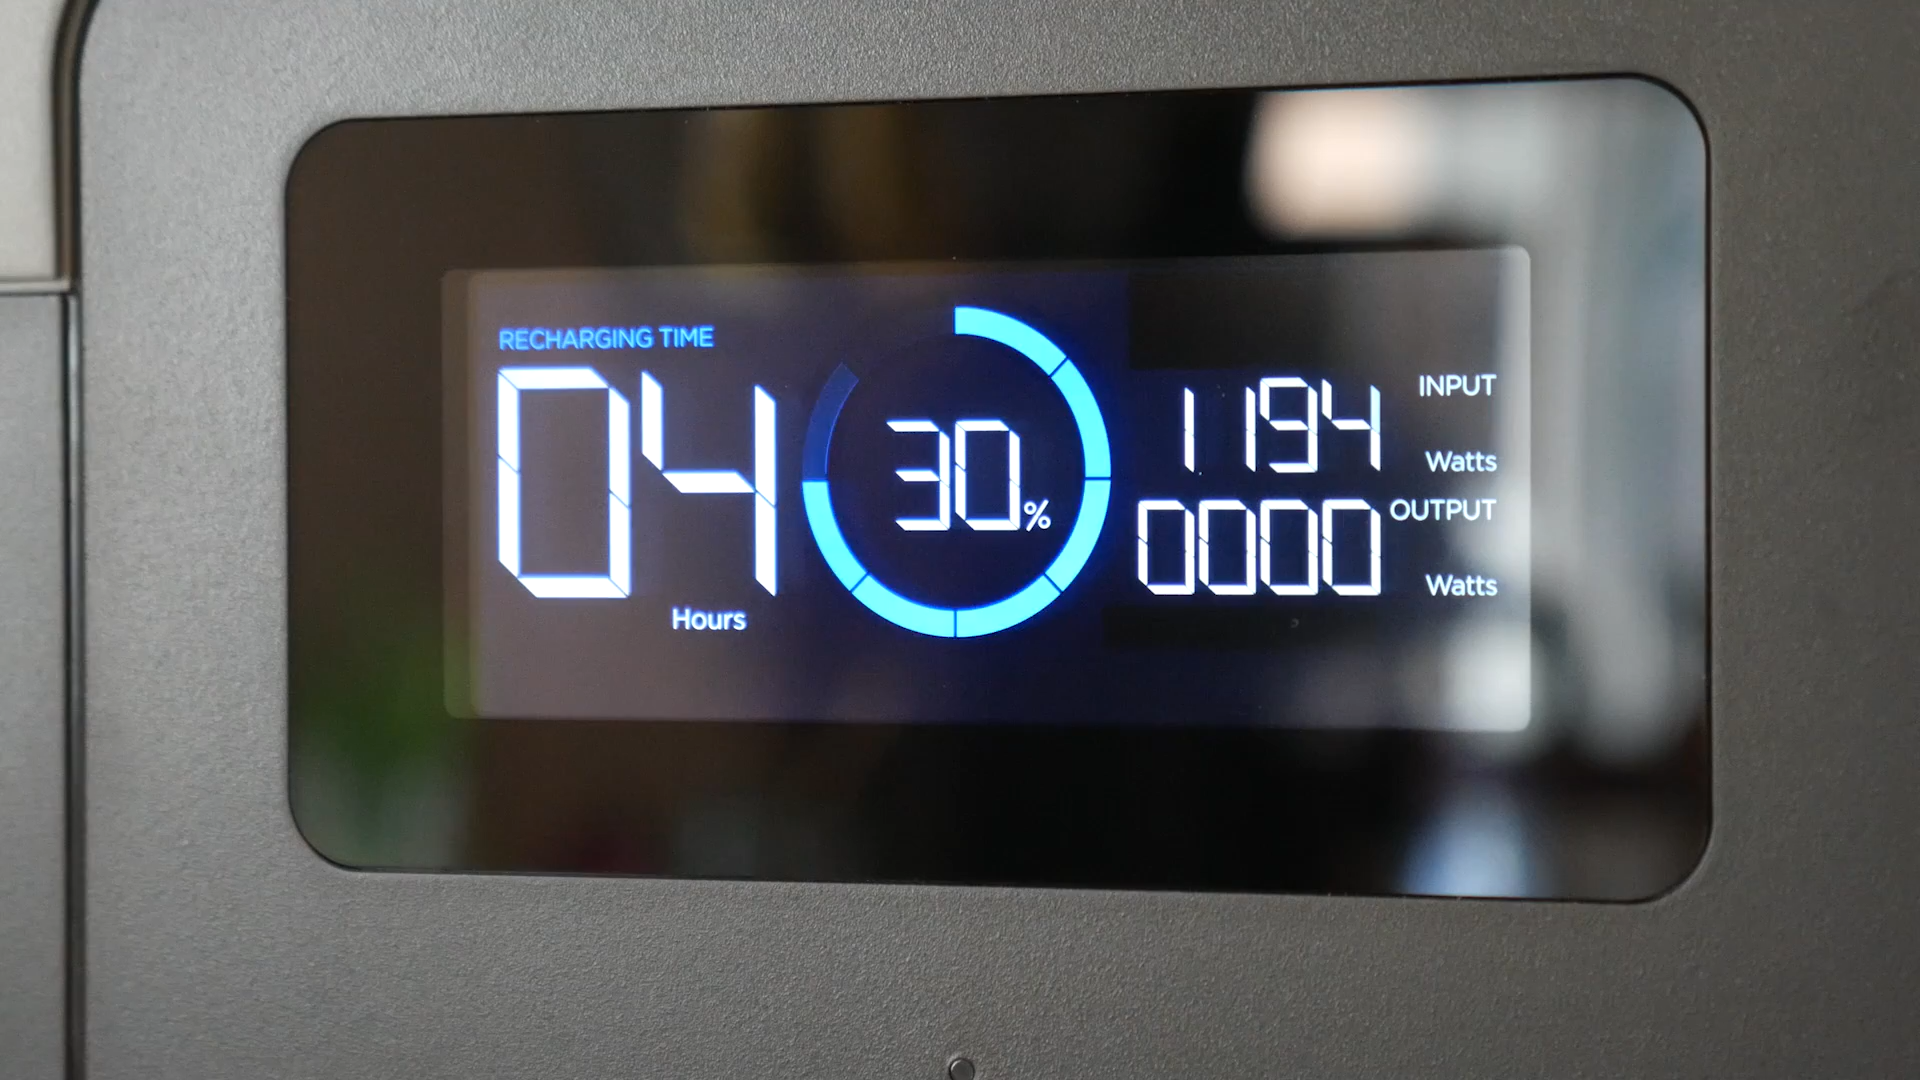 RECHARGING TIME
04
Hours
30%
1194
INPUT
Watts
0000
OUTPUT
Watts